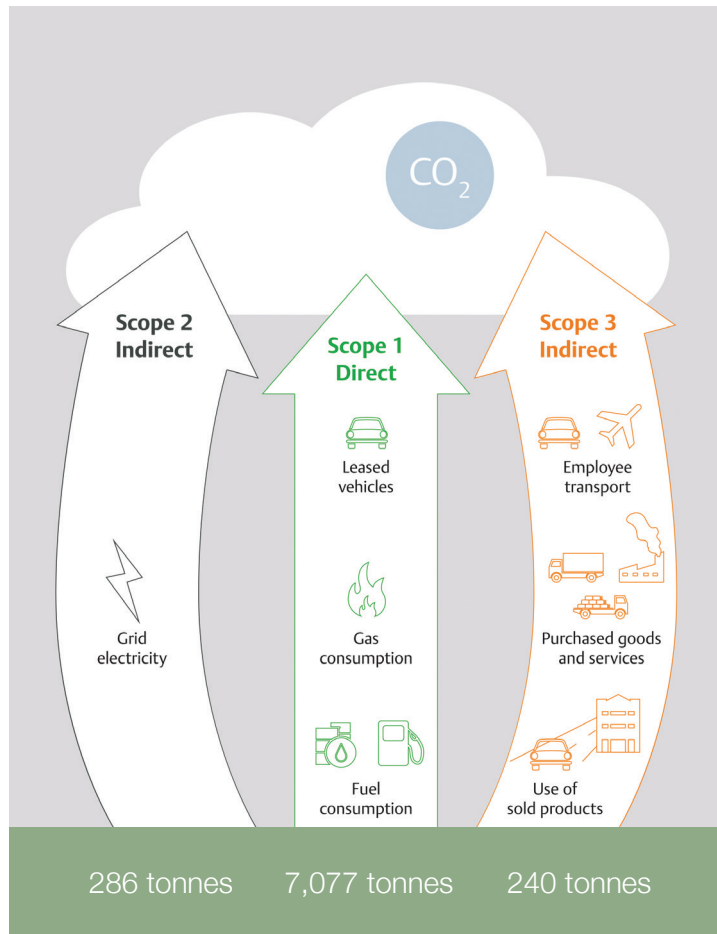 CO₂
Scope 2
Indirect
Grid
electricity
Scope 1
Direct
Leased
vehicles
Gas
consumption
Fuel
consumption
Scope 3
Indirect
Employee
transport
Purchased goods
and services
Use of
sold products
286 tonnes
7,077 tonnes
240 tonnes